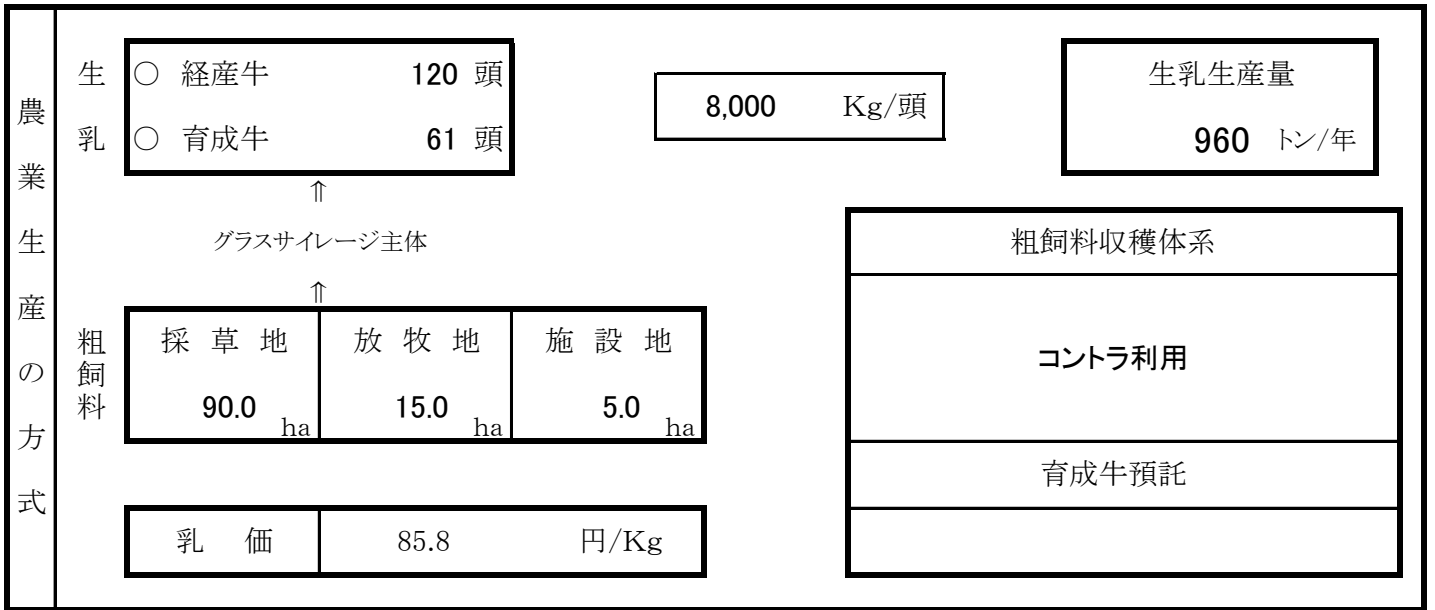 農業生産の方式
生乳
○ 経産牛 120 頭
○ 育成牛 61 頭
8,000 Kg/頭
生乳生産量
960 トン/年
⇑
グラスサイレージ主体
⇑
粗飼料
採 草 地 放 牧 地 施 設 地
90.0 ha 15.0 ha 5.0 ha
乳 価 85.8 円/Kg
粗飼料収穫体系
コントラ利用
育成牛預託